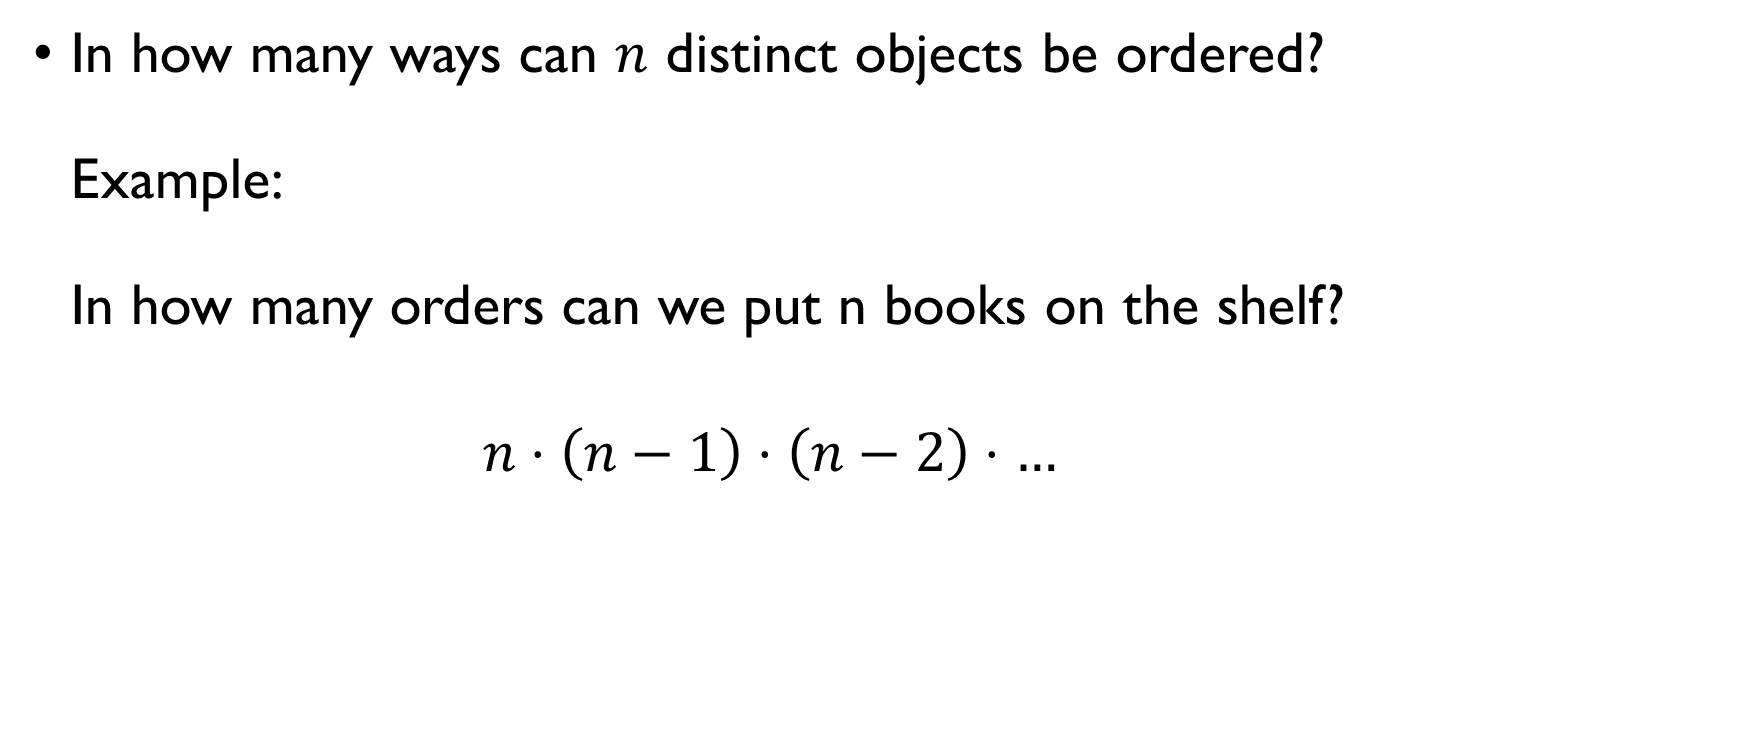 • In how many ways can n distinct objects be ordered?
Example:
In how many orders can we put n books on the shelf?
n · (n − 1) · (n − 2) · …